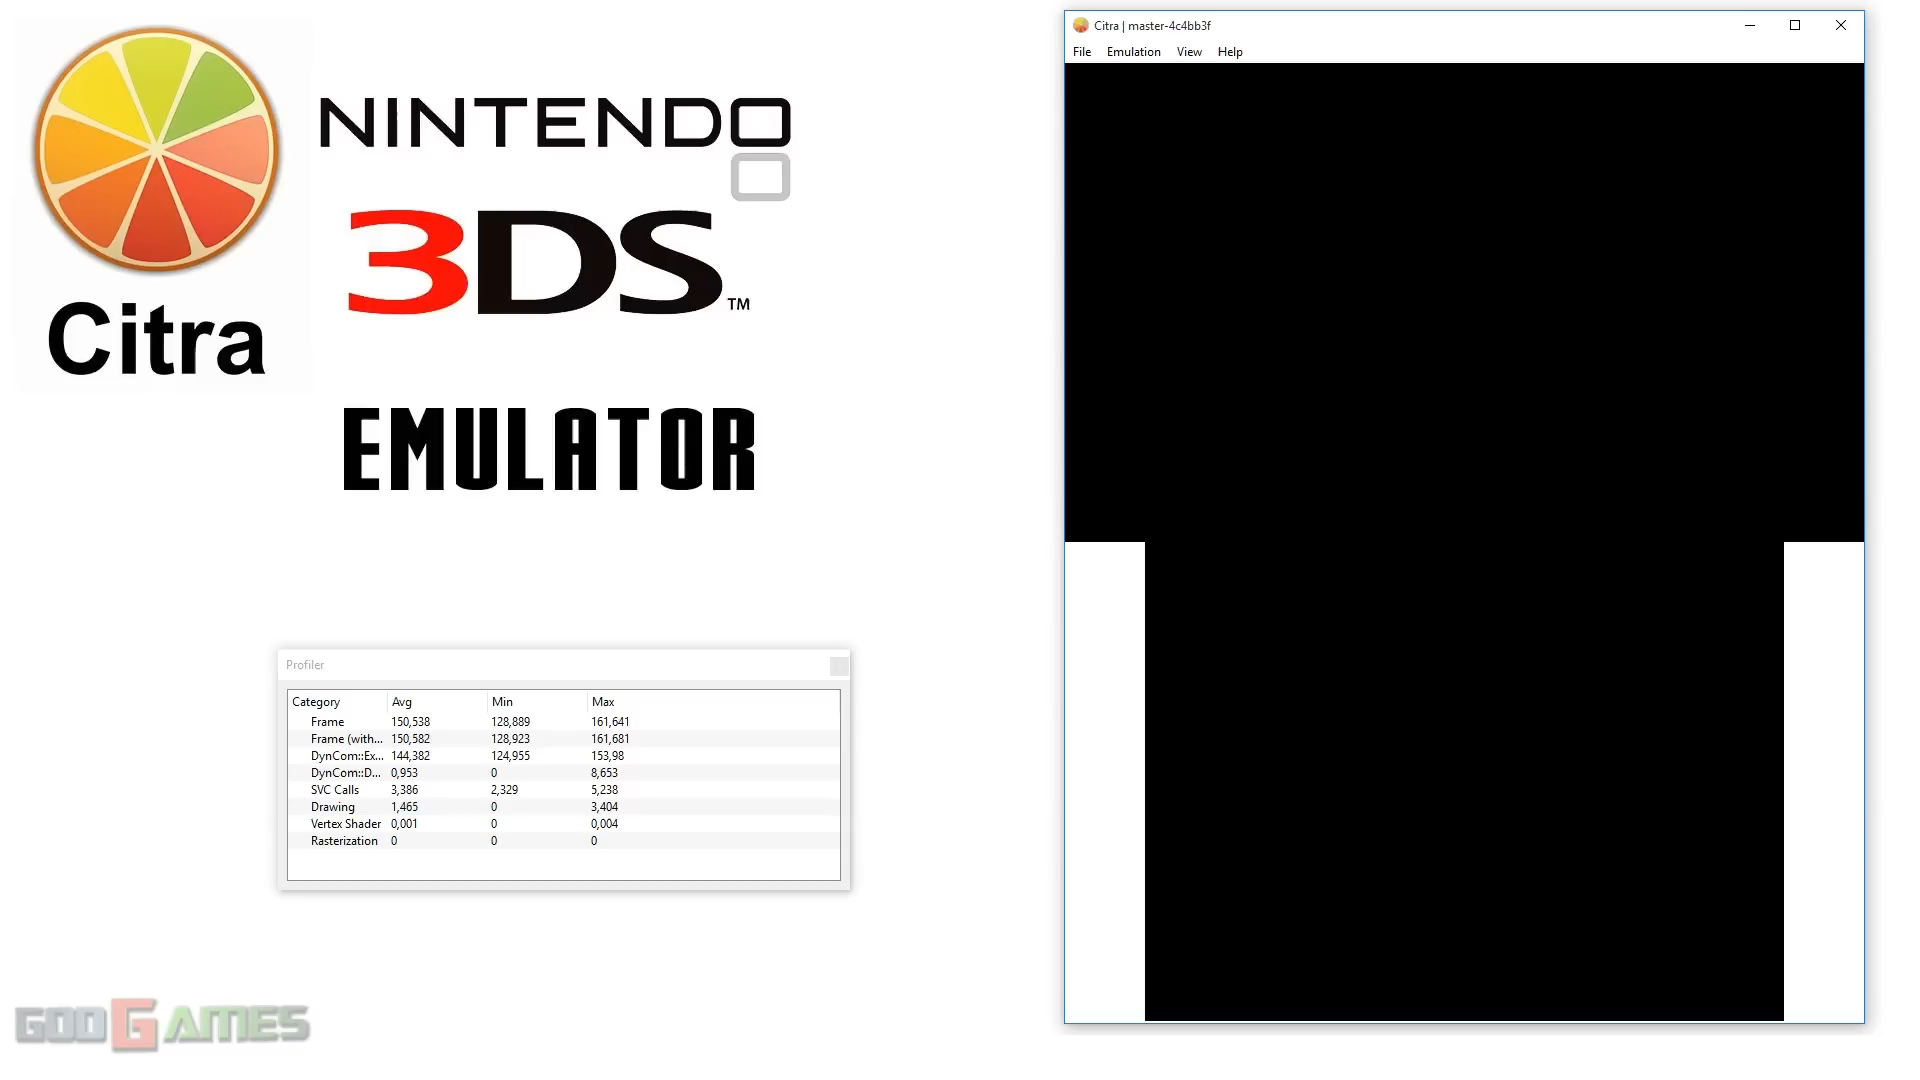 Citra
NINTENDO
3DS™
EMULATOR
Profiler
Category Avg Min Max
Frame 150,538 128,889 161,641
Frame (with... 150,582 128,923 161,681
DynCom::Ex... 144,382 124,955 153,98
DynCom::D... 0,953 0 8,653
SVC Calls 3,386 2,329 5,238
Drawing 1,465 0 3,404
Vertex Shader 0,001 0 0,004
Rasterization 0 0 0
GOOGAMES
Citra | master-4c4bb3f
File Emulation View Help